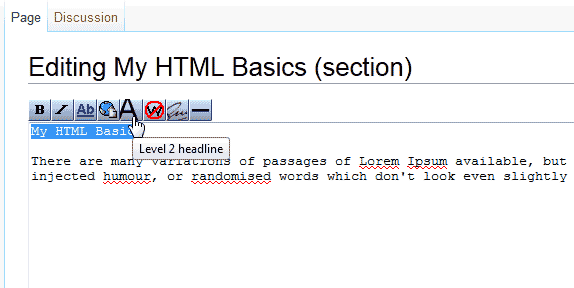 Page Discussion
Editing My HTML Basics (section)
B I Ab A W
My HTML Basic
Level 2 headline
There are many variations of passages of Lorem Ipsum available, but
injected humour, or randomised words which don't look even slightly